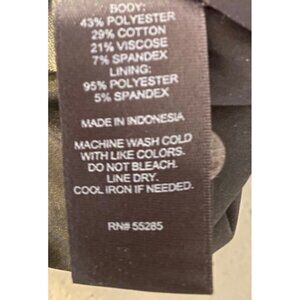 BODY:
43% POLYESTER
29% COTTON
21% VISCOSE
7% SPANDEX
LINING:
95% POLYESTER
5% SPANDEX
MADE IN INDONESIA
MACHINE WASH COLD
WITH LIKE COLORS.
DO NOT BLEACH.
LINE DRY.
COOL IRON IF NEEDED.
RN# 55285